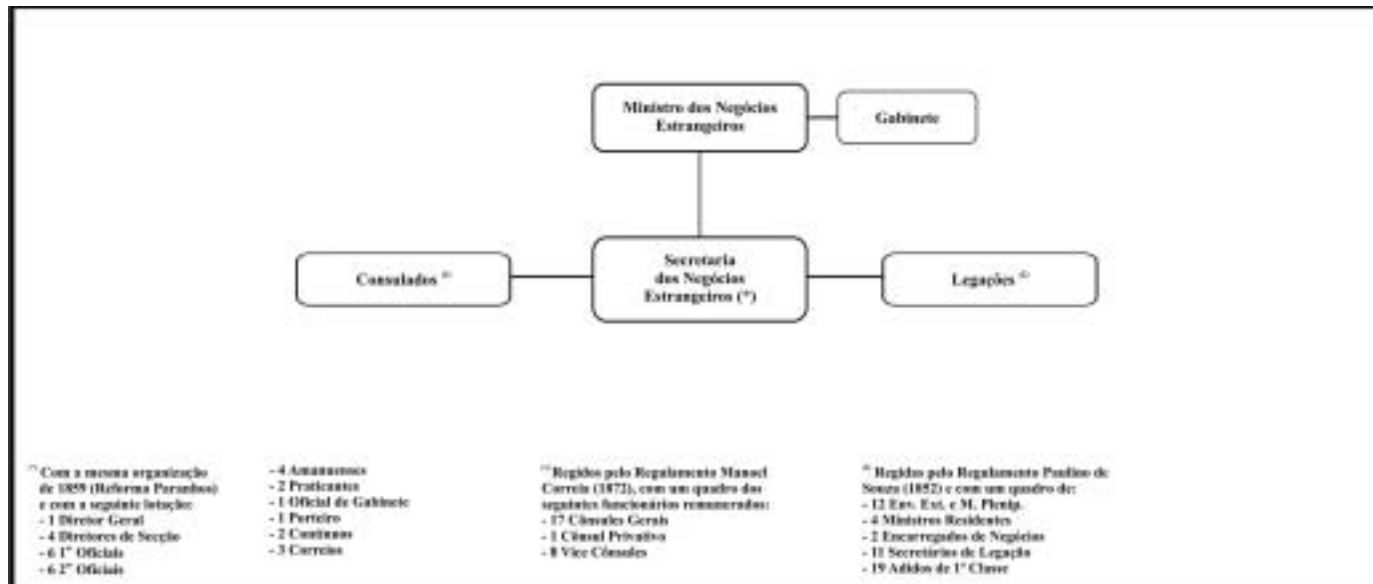 Ministro dos Negócios
Estrangeiros
Gabinete
Consulados
Secretaria
dos Negócios
Estrangeiros (*)
Legações
Com a mesma organização
de 1859 (Reforma Paranhos)
e com a seguinte lotação:
- 1 Diretor Geral
- 4 Diretores de Secção
- 6 1ºs Oficiais
- 6 2ºs Oficiais
- 4 Amanuenses
- 2 Praticantes
- 1 Oficial de Gabinete
- 1 Porteiro
- 2 Contínuos
- 3 Correios
Regidos pelo Regulamento Manoel
Correia (1872), com um quadro dos
seguintes funcionários remunerados:
- 17 Cônsules Gerais
- 1 Cônsul Privativo
- 8 Vice Cônsules
Regidos pelo Regulamento Paulino de
Souza (1852) e com um quadro de:
- 12 Env. Ext. e M. Plenip.
- 4 Ministros Residentes
- 2 Encarregados de Negócios
- 11 Secretários de Legação
- 19 Adidos de 1ª Classe